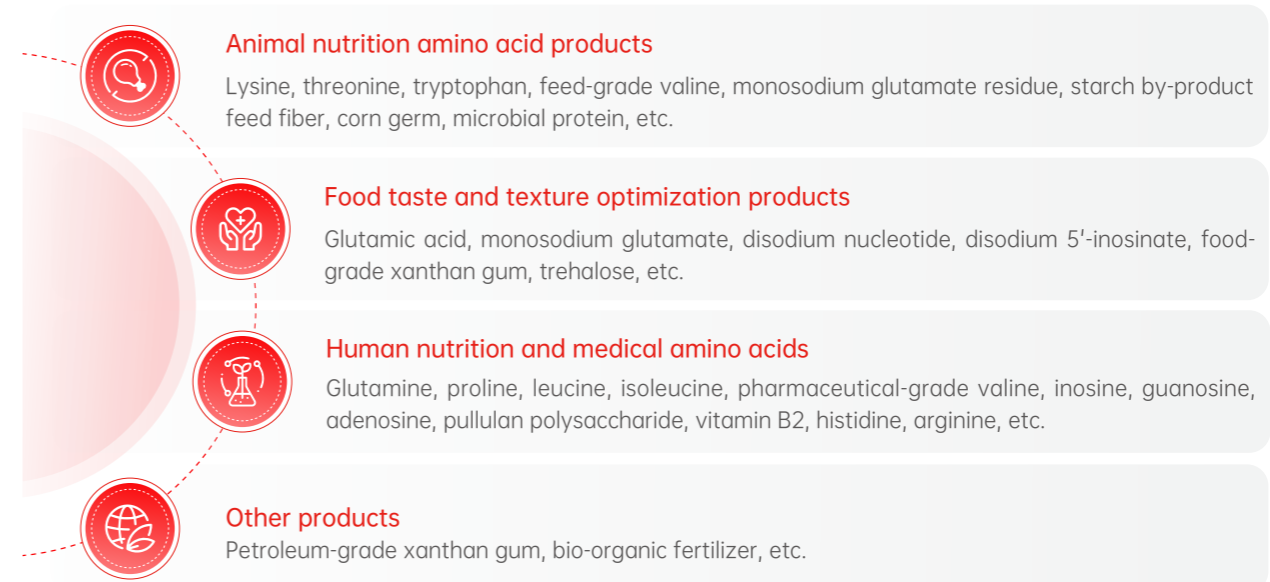 Animal nutrition amino acid products
Lysine, threonine, tryptophan, feed-grade valine, monosodium glutamate residue, starch by-product
feed fiber, corn germ, microbial protein, etc.
Food taste and texture optimization products
Glutamic acid, monosodium glutamate, disodium nucleotide, disodium 5'-inosinate, food-
grade xanthan gum, trehalose, etc.
Human nutrition and medical amino acids
Glutamine, proline, leucine, isoleucine, pharmaceutical-grade valine, inosine, guanosine,
adenosine, pullulan polysaccharide, vitamin B2, histidine, arginine, etc.
Other products
Petroleum-grade xanthan gum, bio-organic fertilizer, etc.